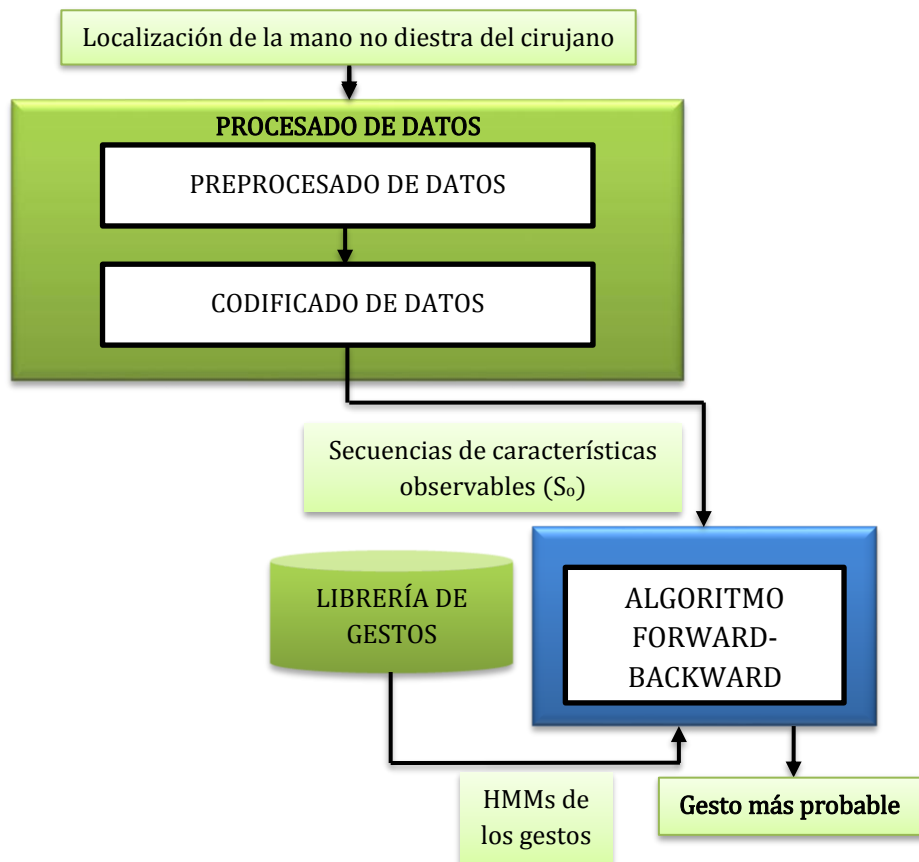 Localización de la mano no diestra del cirujano
PROCESADO DE DATOS
PREPROCESADO DE DATOS
CODIFICADO DE DATOS
Secuencias de característiccas
observables (Sₒ)
LIBRERÍA DE
GESTOS
ALGORITMO
FORWARD-
BACKWARD
HMMs de
los gestos
Gesto más probable